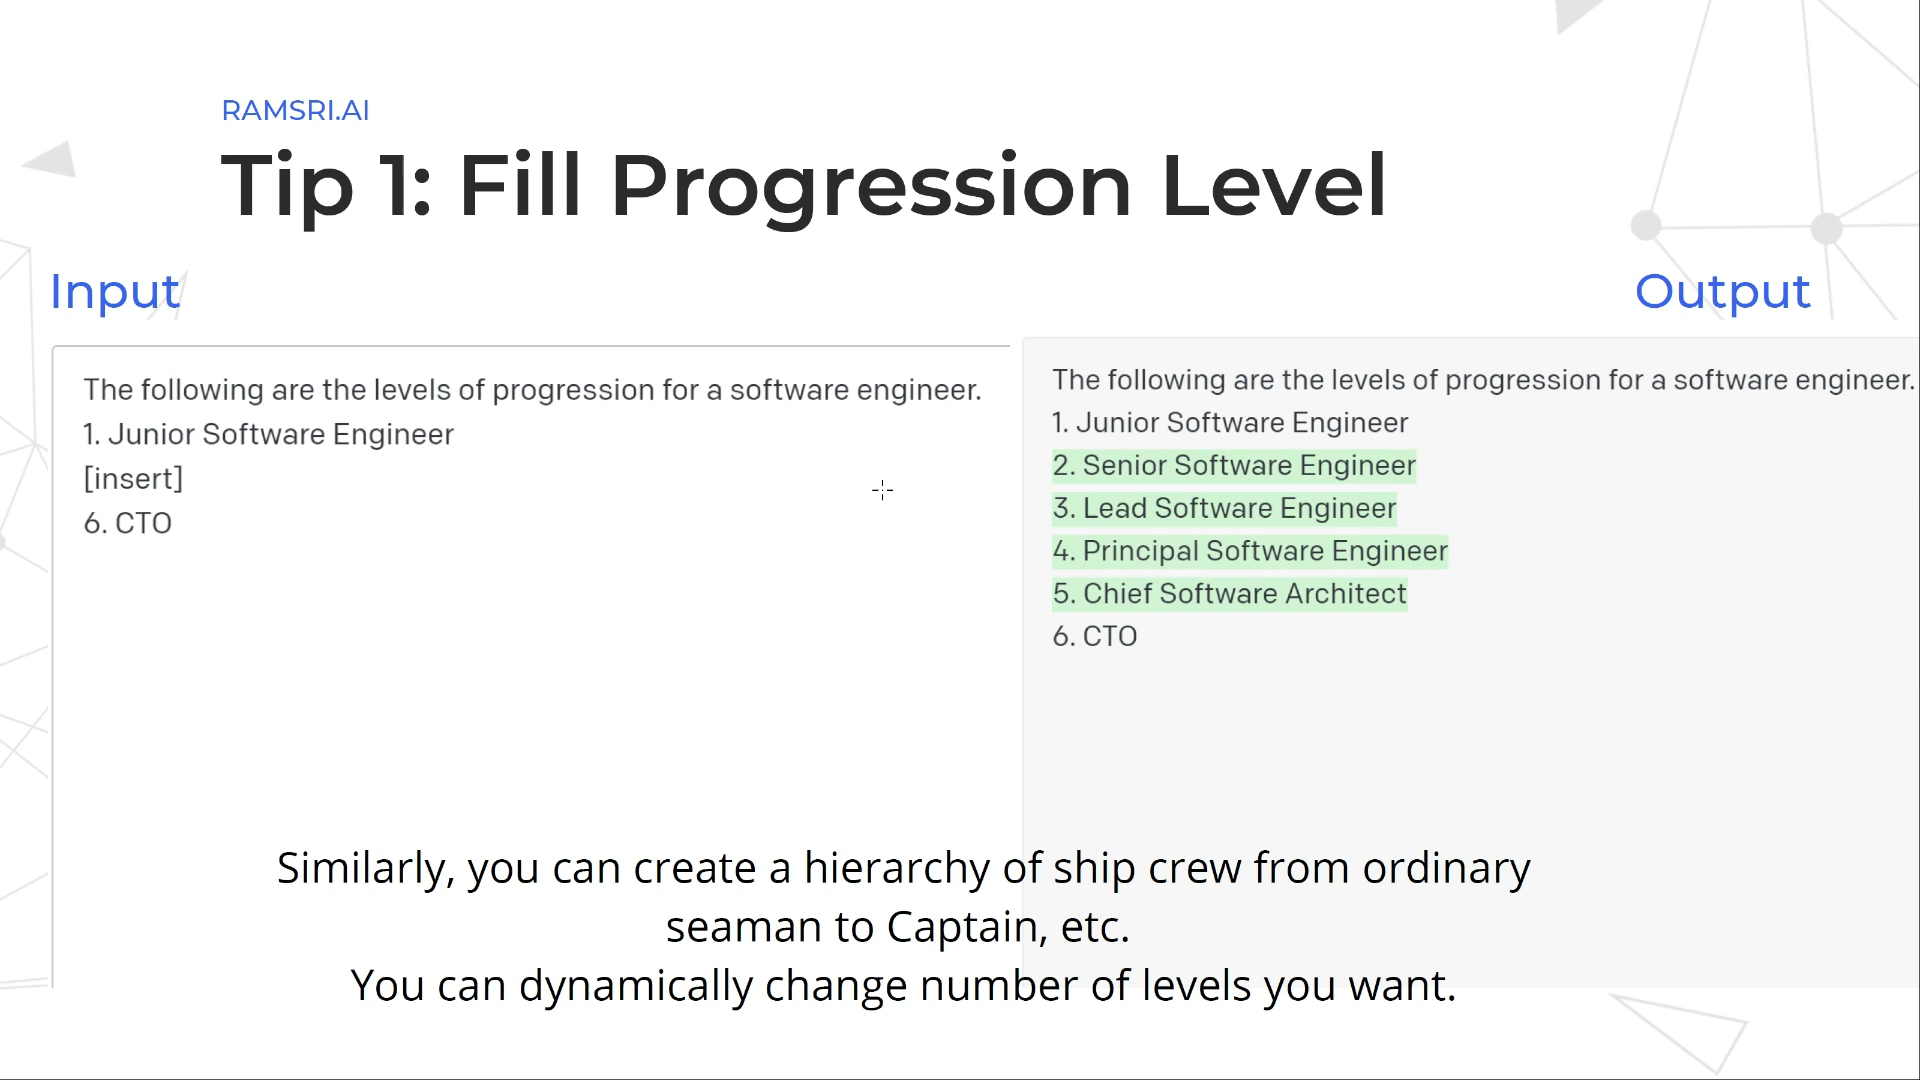 RAMSRI.AI
Tip 1: Fill Progression Level
Input
Output
The following are the levels of progression for a software engineer.
1. Junior Software Engineer
[insert]
6. CTO
The following are the levels of progression for a software engineer.
1. Junior Software Engineer
2. Senior Software Engineer
3. Lead Software Engineer
4. Principal Software Engineer
5. Chief Software Architect
6. CTO
Similarly, you can create a hierarchy of ship crew from ordinary
seaman to Captain, etc.
You can dynamically change number of levels you want.